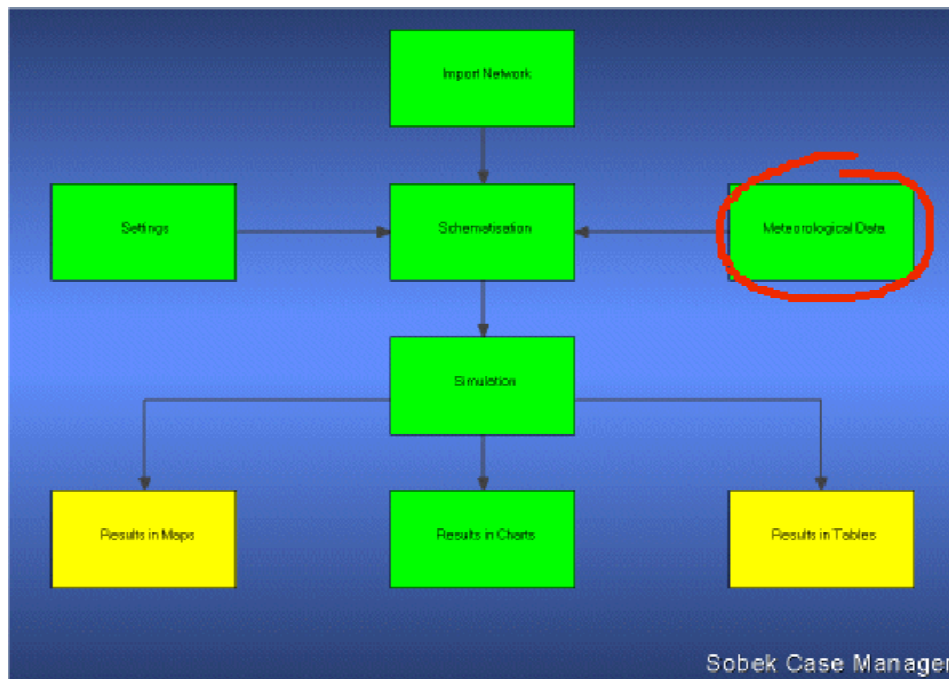 Import Network
Settings
Schematisation
Meteorological Data
Simulation
Results in Maps
Results in Charts
Results in Tables
Sobek Case Manager